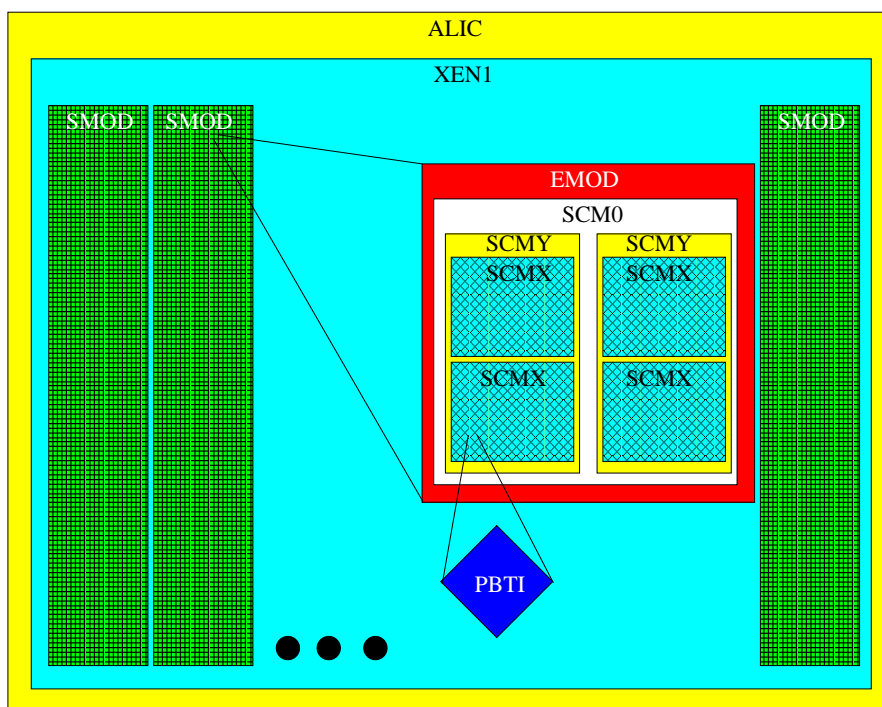 ALIC
XEN1
SMOD SMOD SMOD
EMOD
SCM0
SCMY SCMY
SCMX SCMX
SCMX SCMX
PBTI